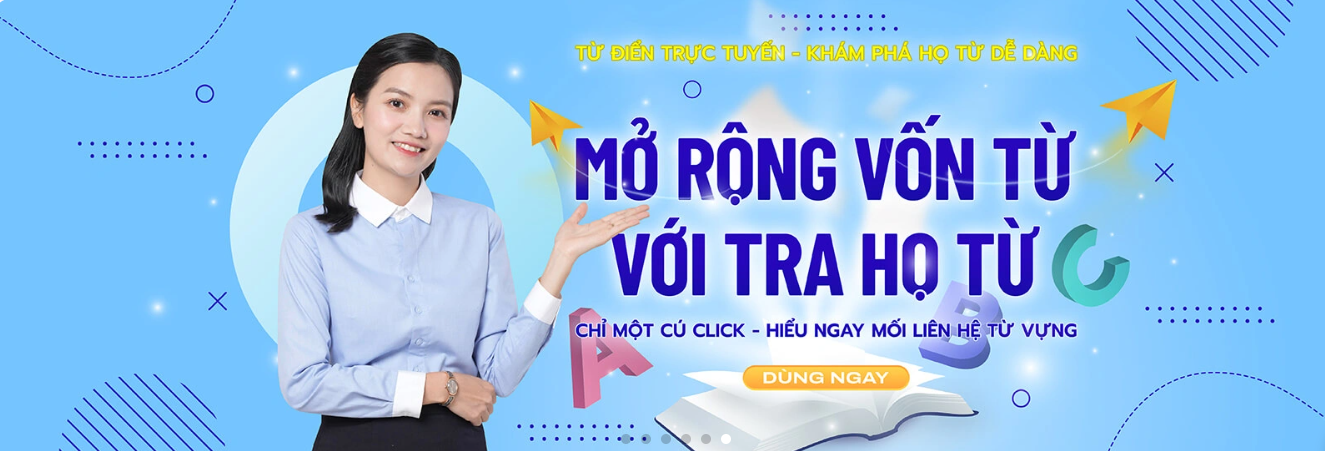 TỪ ĐIỂN TRỰC TUYẾN - KHÁM PHÁ HỌ TỪ DỄ DÀNG
MỞ RỘNG VỐN TỪ
VỚI TRA HỌ TỪ
CHỈ MỘT CÚ CLICK - HIỂU NGAY MỐI LIÊN HỆ TỪ VỰNG
A
B
C
DÙNG NGAY